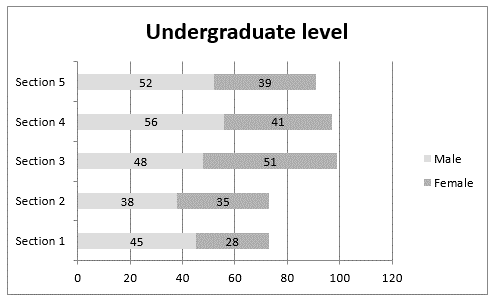 Undergraduate level
Section 5 52 39
Section 4 56 41
Section 3 48 51
Male
Female
Section 2 38 35
Section 1 45 28
0 20 40 60 80 100 120